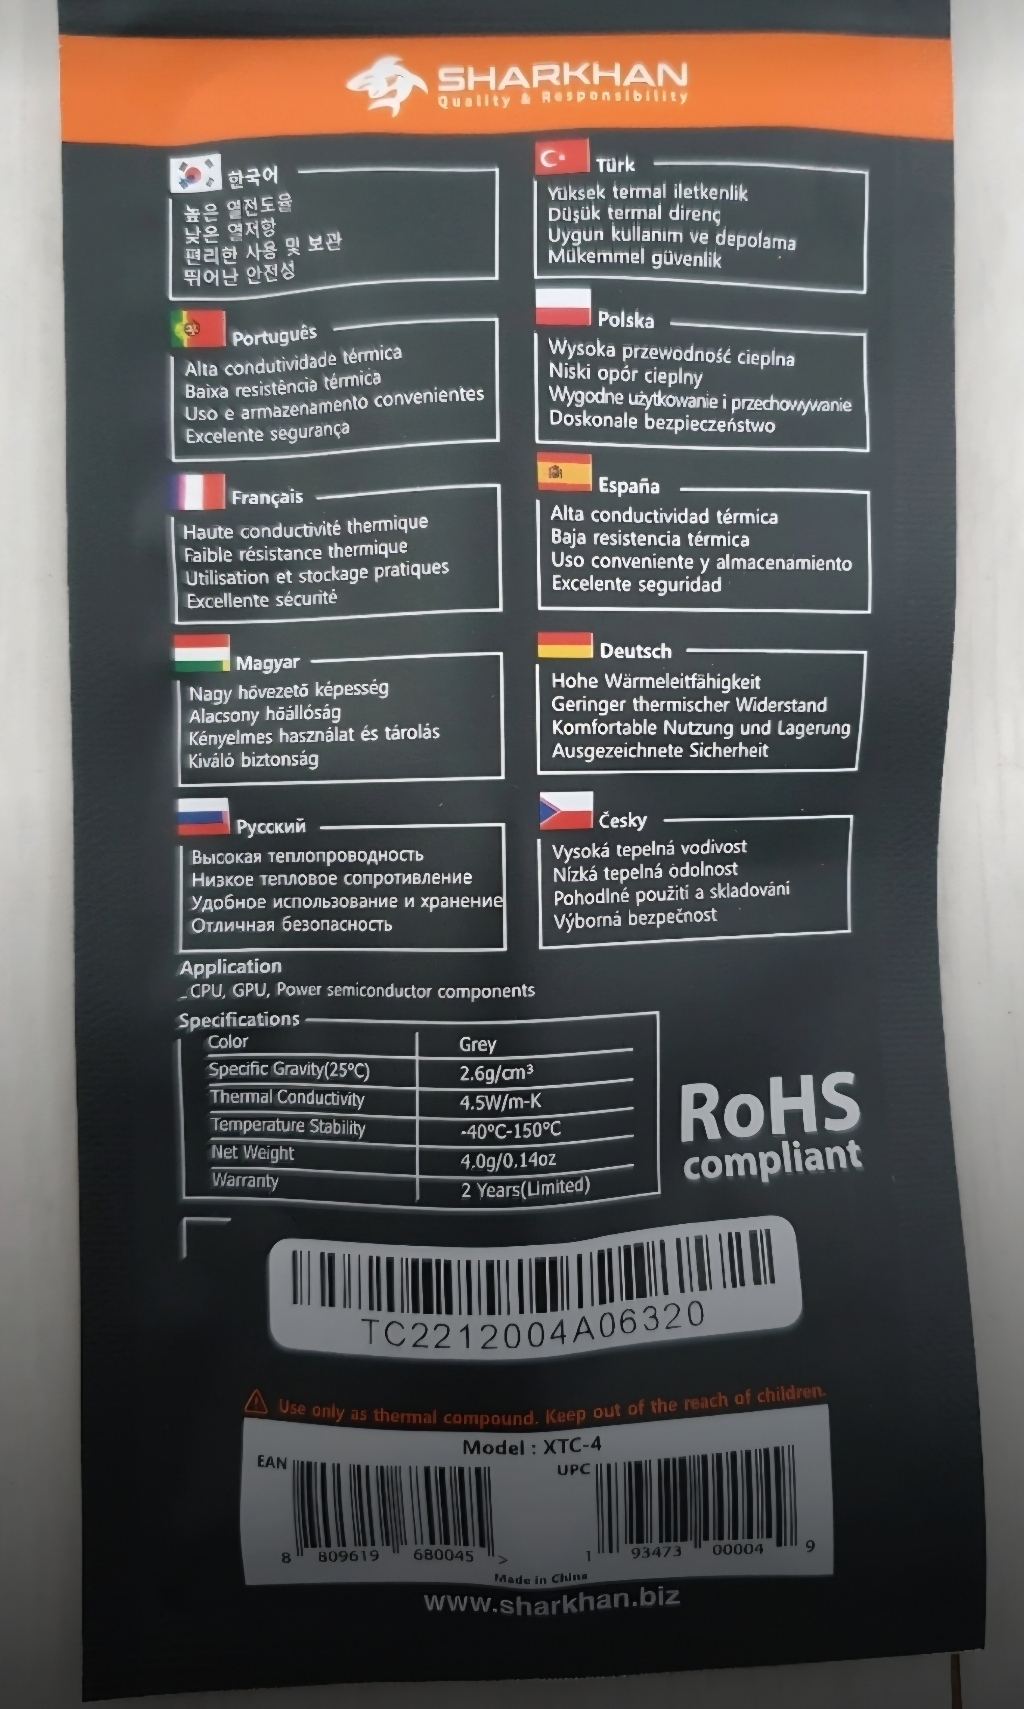 SHARKHAN
Quality & Responsibility
한국어
높은 열전도율
낮은 열저항
편리한 사용 및 보관
뛰어난 안전성
Türk
Yüksek termal iletkenlik
Düşük termal direnç
Uygun kullanım ve depolama
Mükemmel güvenlik
Português
Alta condutividade térmica
Baixa resistência térmica
Uso e armazenamento convenientes
Excelente segurança
Polska
Wysoka przewodność cieplna
Niski opór cieplny
Wygodne użytkowanie i przechowywanie
Doskonale bezpieczeństwo
Français
Haute conductivité thermique
Faible résistance thermique
Utilisation et stockage pratiques
Excellente sécurité
España
Alta conductividad térmica
Baja resistencia térmica
Uso conveniente y almacenamiento
Excelente seguridad
Magyar
Nagy hővezető képesség
Alacsony hőállóság
Kényelmes használat és tárolás
Kiváló biztonság
Deutsch
Hohe Wärmeleitfähigkeit
Geringer thermischer Widerstand
Komfortable Nutzung und Lagerung
Ausgezeichnete Sicherheit
Русский
Высокая теплопроводность
Низкое тепловое сопротивление
Удобное использование и хранение
Отличная безопасность
Česky
Vysoká tepelná vodivost
Nízká tepelná odolnost
Pohodlné použití a skladování
Výborná bezpečnost
Application
_CPU, GPU, Power semiconductor components
Specifications
Color Grey
Specific Gravity(25°C) 2.6g/cm³
Thermal Conductivity 4.5W/m-K
Temperature Stability -40°C-150°C
Net Weight 4.0g/0.14oz
Warranty 2 Years(Limited)
RoHS
compliant
TC2212004A06320
Use only as thermal compound. Keep out of the reach of children.
Model : XTC-4
EAN
8 809619 680045 >
UPC
1 93473 00004 9
Made in China
www.sharkhan.biz